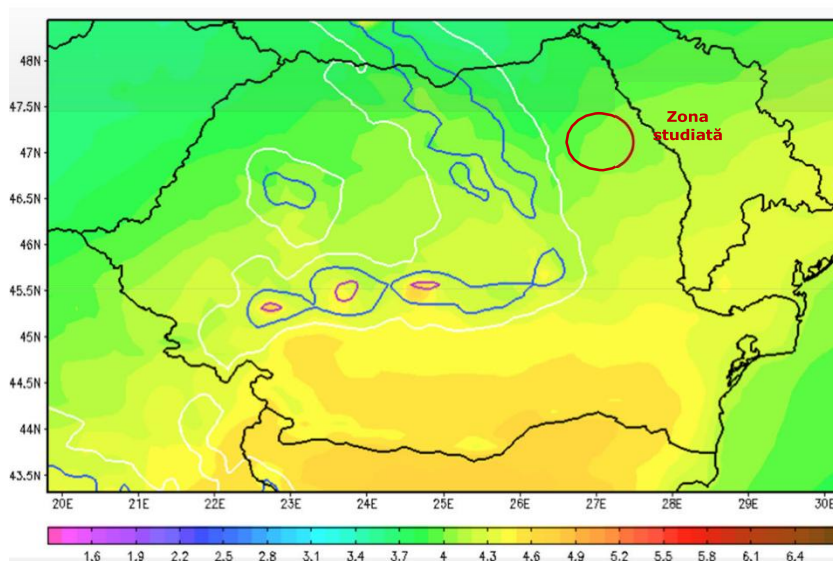 48N
47.5N
Zona
studiată
47N
46.5N
46N
45.5N
45N
44.5N
44N
43.5N
20E 21E 22E 23E 24E 25E 26E 27E 28E 29E 30E
1.6 1.9 2.2 2.5 2.8 3.1 3.4 3.7 4 4.3 4.6 4.9 5.2 5.5 5.8 6.1 6.4